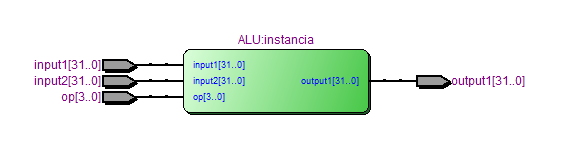 ALU:instancia
input1[31..0] input1[31..0]
input2[31..0] input2[31..0] output1[31..0] output1[31..0]
op[3..0] op[3..0]